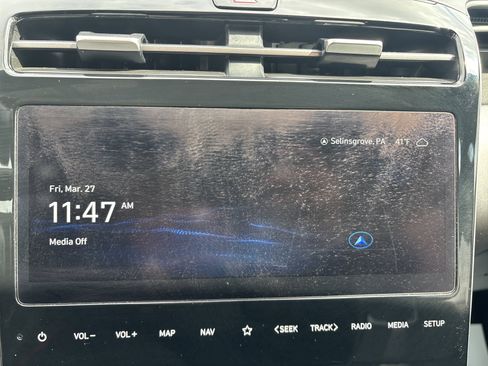 Selinsgrove, PA 41°F
Fri, Mar. 27
11:47 AM
Media Off
VOL− VOL+ MAP NAV <SEEK TRACK> RADIO MEDIA SETUP